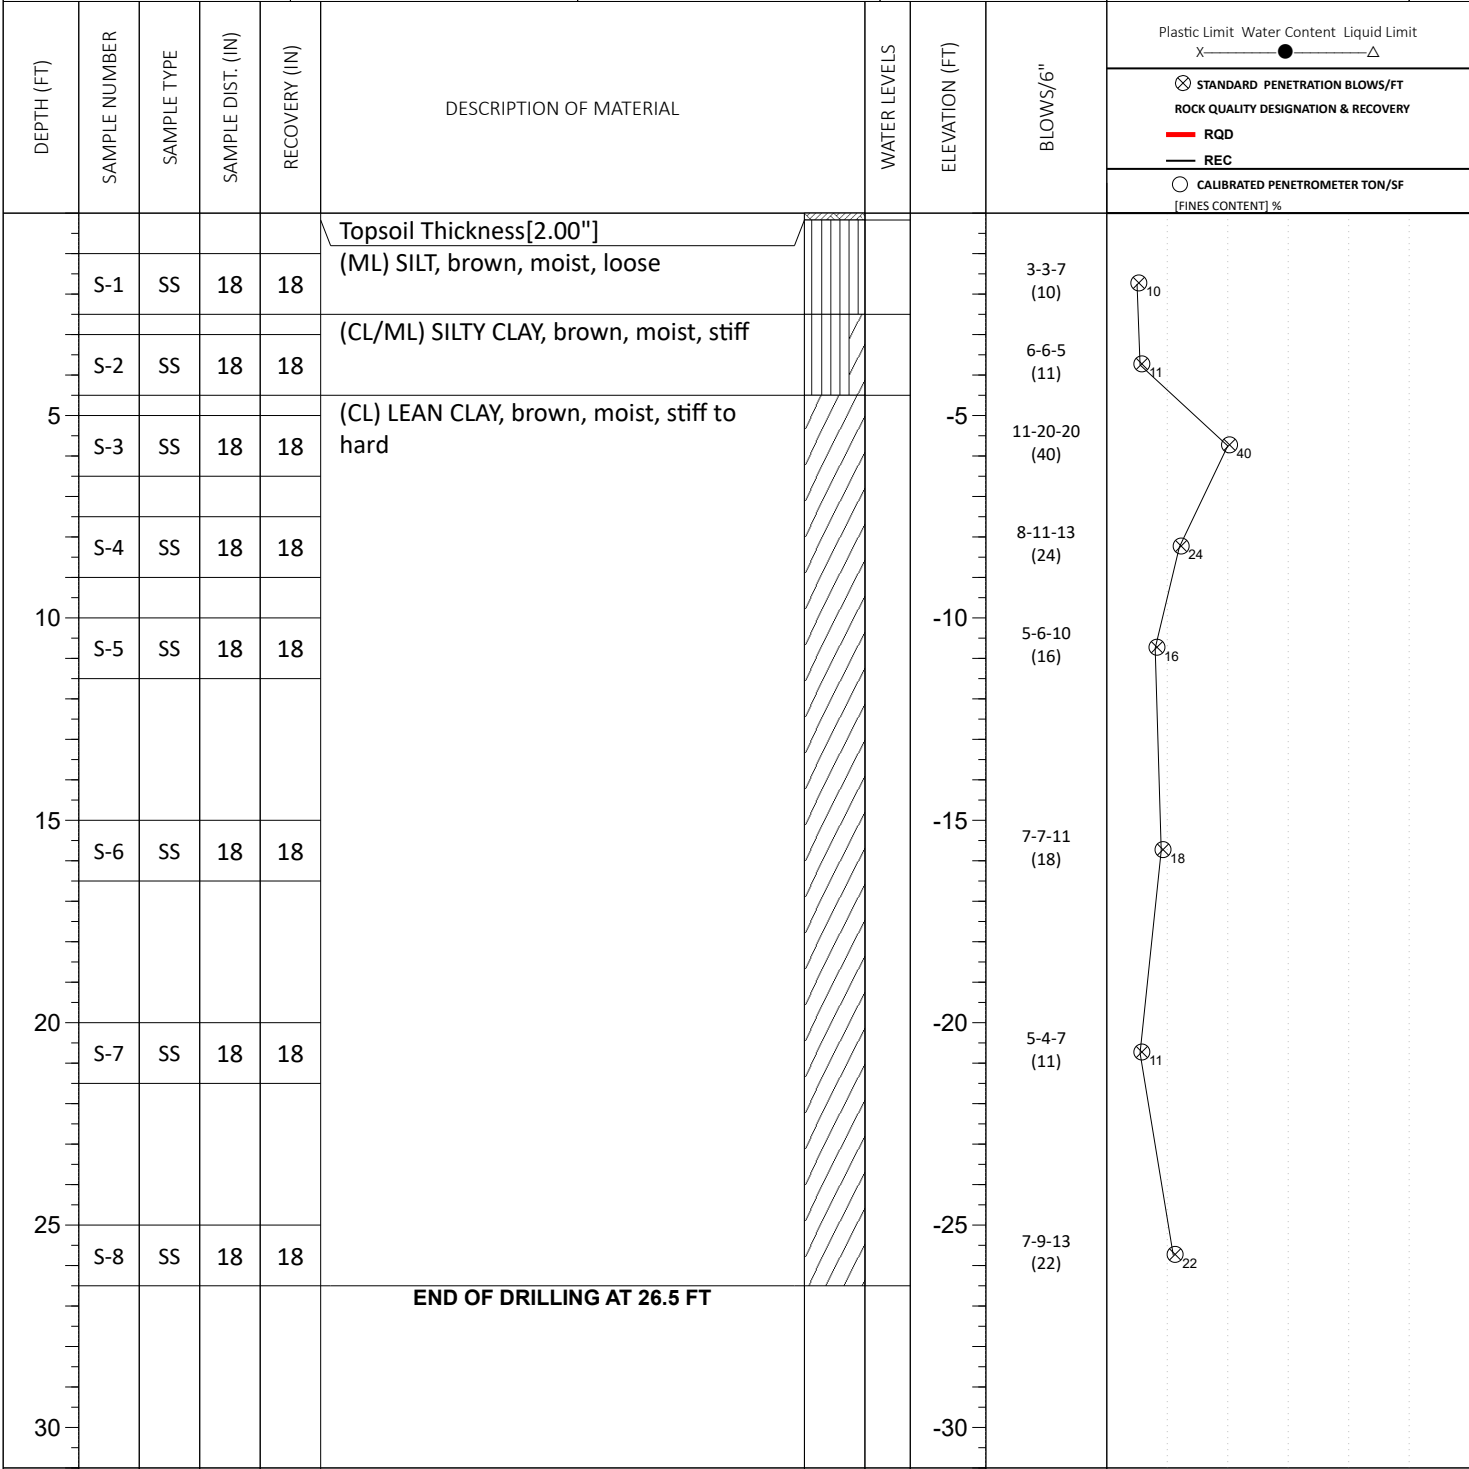 DEPTH (FT)
SAMPLE NUMBER
SAMPLE TYPE
SAMPLE DIST. (IN)
RECOVERY (IN)
DESCRIPTION OF MATERIAL
WATER LEVELS
ELEVATION (FT)
BLOWS/6"
Plastic Limit Water Content Liquid Limit
X
STANDARD PENETRATION BLOWS/FT
ROCK QUALITY DESIGNATION & RECOVERY
RQD
REC
CALIBRATED PENETROMETER TON/SF
[FINES CONTENT] %
Topsoil Thickness[2.00"]
(ML) SILT, brown, moist, loose
S-1 SS 18 18 3-3-7
(10) 10
(CL/ML) SILTY CLAY, brown, moist, stiff
S-2 SS 18 18 6-6-5
(11) 11
5 (CL) LEAN CLAY, brown, moist, stiff to -5
hard
S-3 SS 18 18 11-20-20
(40) 40
S-4 SS 18 18 8-11-13
(24) 24
10 -10
S-5 SS 18 18 5-6-10
(16) 16
15 -15
S-6 SS 18 18 7-7-11
(18) 18
20 -20
S-7 SS 18 18 5-4-7
(11) 11
25 -25
S-8 SS 18 18 7-9-13
(22) 22
END OF DRILLING AT 26.5 FT
30 -30